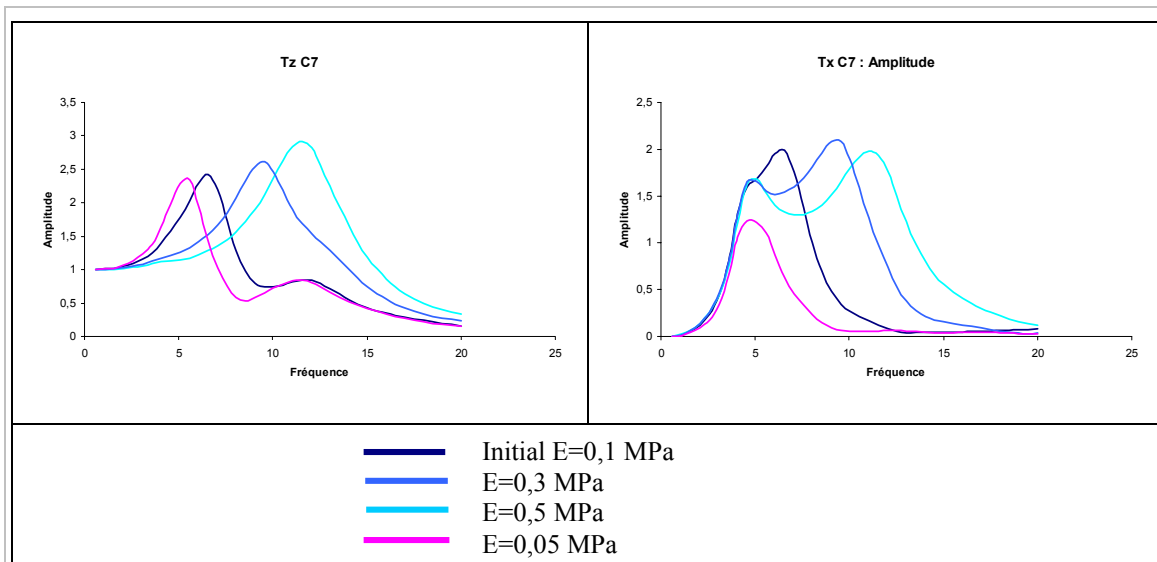 Tz C7
3,5
3
2,5
2
1,5
1
0,5
0
0 5 10 15 20 25
Amplitude
Fréquence
Tx C7 : Amplitude
2,5
2
1,5
1
0,5
0
0 5 10 15 20 25
Amplitude
Fréquence
Initial E=0,1 MPa
E=0,3 MPa
E=0,5 MPa
E=0,05 MPa